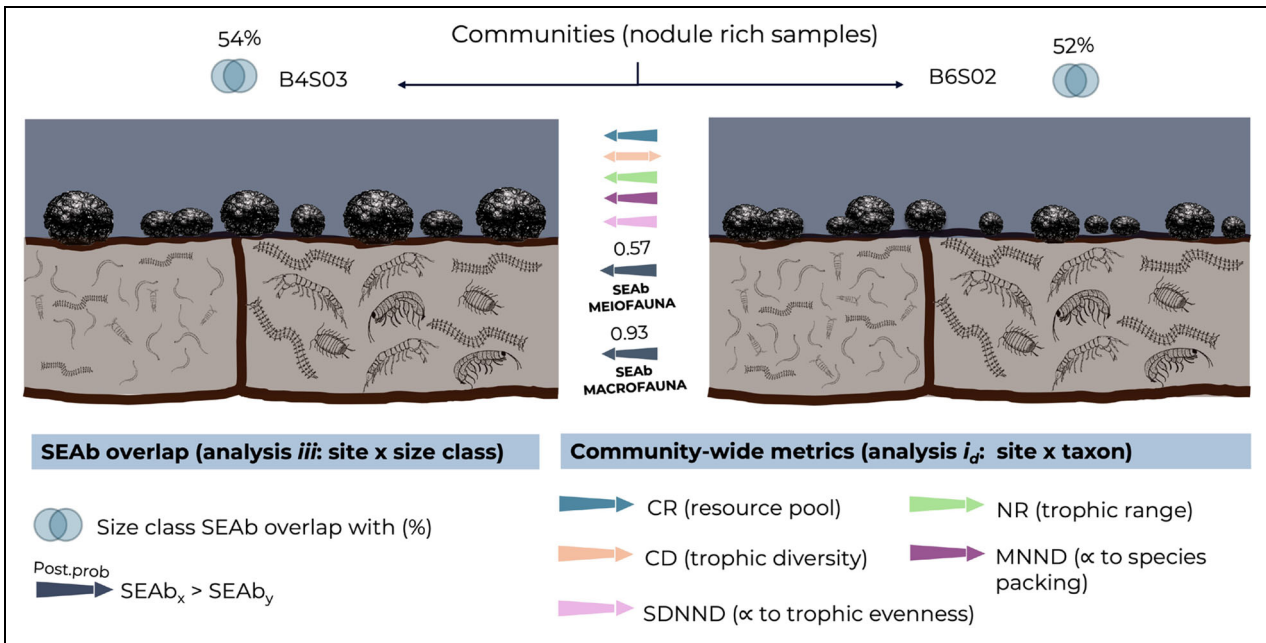 Communities (nodule rich samples)
54%
B4S03
52%
B6S02
0.57
SEAb
MEIOFAUNA
0.93
SEAb
MACROFAUNA
SEAb overlap (analysis iii: site x size class)
Size class SEAb overlap with (%)
Post.prob
SEAbₓ > SEAbᵧ
Community-wide metrics (analysis i_d: site x taxon)
CR (resource pool)
CD (trophic diversity)
SDNND (∝ to trophic evenness)
NR (trophic range)
MNND (∝ to species
packing)